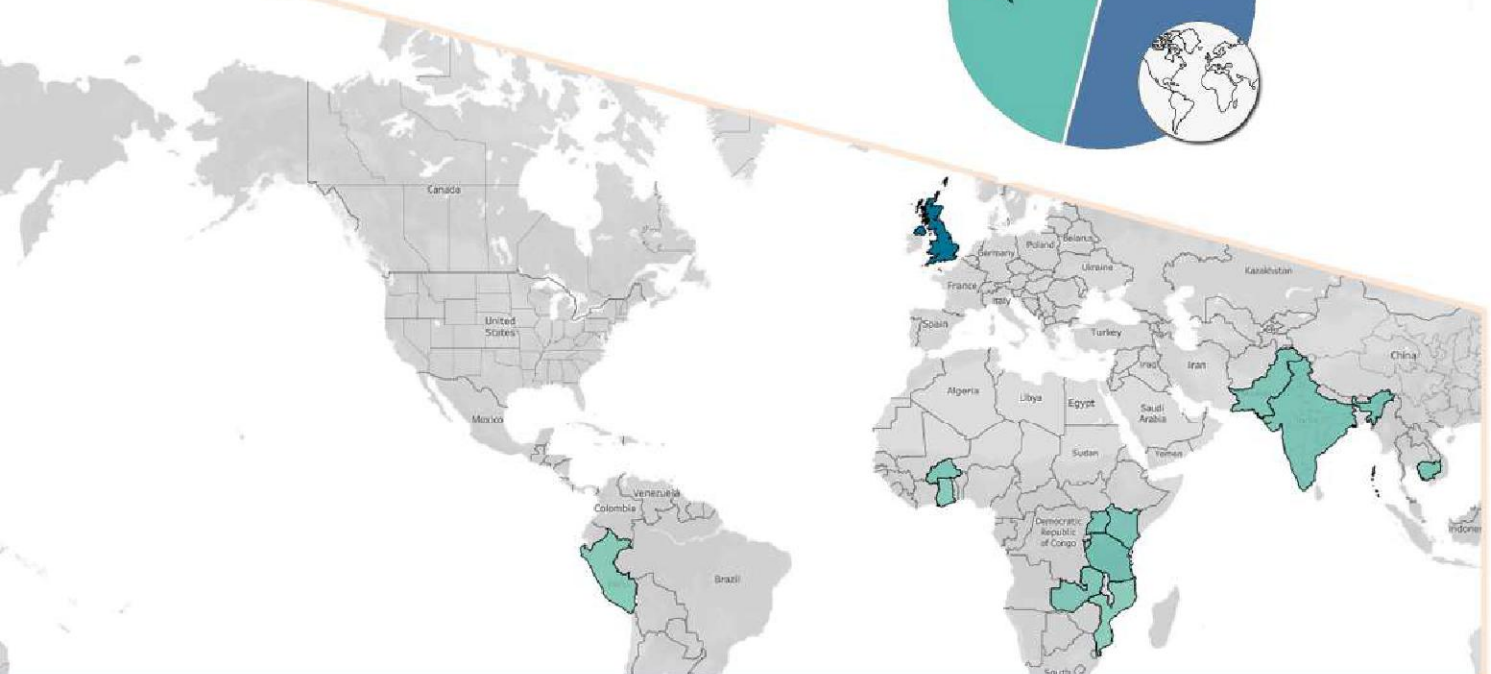 Canada
United
States
Mexico
Venezuela
Colombia
Brazil
Germany
Poland
Belarus
Ukraine
France
Italy
Spain
Turkey
Kazakhstan
China
Iraq
Iran
Algeria
Libya
Egypt
Saudi
Arabia
Sudan
Yemen
Democratic
Republic
of Congo
South